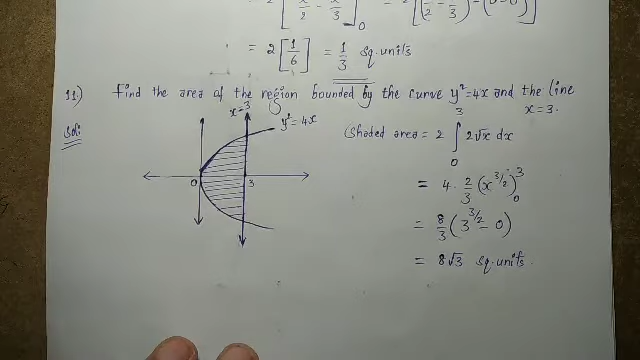 = 2 [1/6] = 1/3 sq.units
11) Find the area of the region bounded by the curve y²=4x and the line x=3.
Sol:
x=3
y²=4x
0
3
Shaded area = 2 ∫₀³ 2√x dx
= 4 · 2/3 (x^3/2)₀³
= 8/3 (3^3/2 - 0)
= 8√3 sq.units.